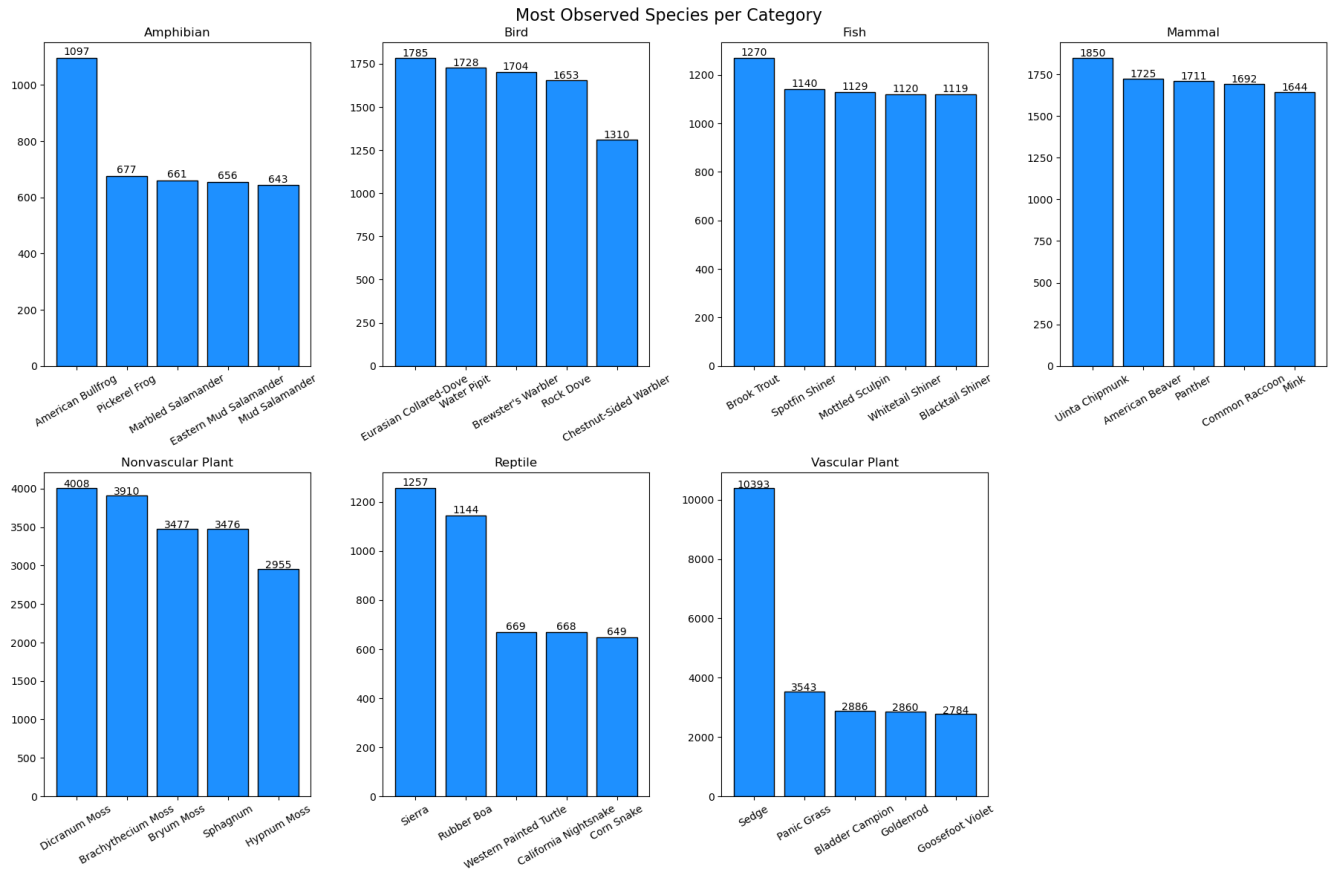 Most Observed Species per Category
Amphibian
1097
677
661
656
643
1000
800
600
400
200
0
American Bullfrog
Pickerel Frog
Marbled Salamander
Eastern Mud Salamander
Mud Salamander
Bird
1785
1728
1704
1653
1310
1750
1500
1250
1000
750
500
250
0
Eurasian Collared-Dove
Water Pipit
Brewster's Warbler
Rock Dove
Chestnut-Sided Warbler
Fish
1270
1140
1129
1120
1119
1200
1000
800
600
400
200
0
Brook Trout
Spotfin Shiner
Mottled Sculpin
Whitetail Shiner
Blacktail Shiner
Mammal
1850
1725
1711
1692
1644
1750
1500
1250
1000
750
500
250
0
Uinta Chipmunk
American Beaver
Panther
Common Raccoon
Mink
Nonvascular Plant
4008
3910
3477
3476
2955
4000
3500
3000
2500
2000
1500
1000
500
0
Dicranum Moss
Brachythecium Moss
Bryum Moss
Sphagnum
Hypnum Moss
Reptile
1257
1144
669
668
649
1200
1000
800
600
400
200
0
Sierra
Rubber Boa
Western Painted Turtle
California Nightsnake
Corn Snake
Vascular Plant
10393
3543
2886
2860
2784
10000
8000
6000
4000
2000
0
Sedge
Panic Grass
Bladder Campion
Goldenrod
Goosefoot Violet